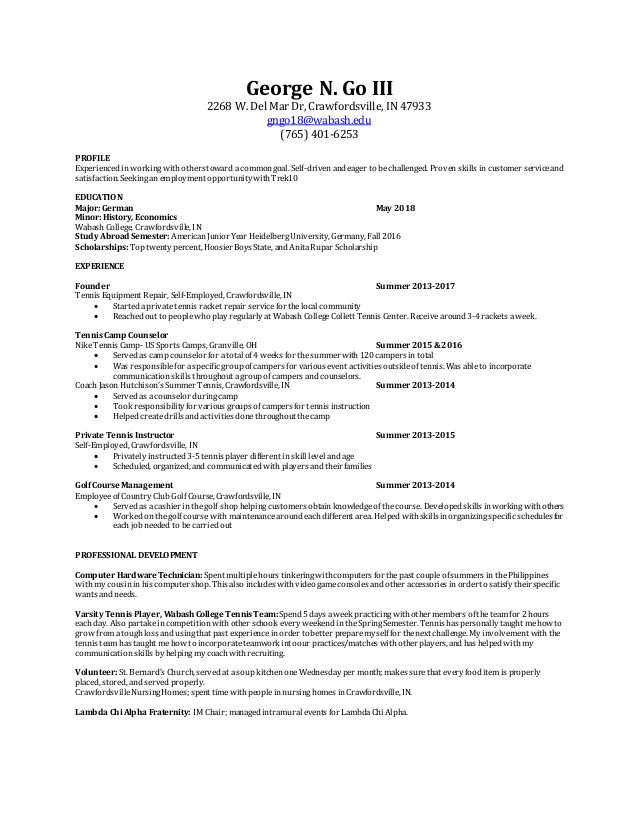 George N. Go III
2268 W. Del Mar Dr, Crawfordsville, IN 47933
gngo18@wabash.edu
(765) 401-6253
PROFILE
Experienced in working with others toward a common goal. Self-driven and eager to be challenged. Proven skills in customer service and
satisfaction. Seeking an employment opportunity with Trek10
EDUCATION
Major: German May 2018
Minor: History, Economics
Wabash College, Crawfordsville, IN
Study Abroad Semester: American Junior Year Heidelberg University, Germany, Fall 2016
Scholarships: Top twenty percent, Hoosier Boys State, and Anita Rupar Scholarship
EXPERIENCE
Founder Summer 2013-2017
Tennis Equipment Repair, Self-Employed, Crawfordsville, IN
• Started a private tennis racket repair service for the local community
• Reached out to people who play regularly at Wabash College Collett Tennis Center. Receive around 3-4 rackets a week.
Tennis Camp Counselor
Nike Tennis Camp- US Sports Camps, Granville, OH Summer 2015 & 2016
• Served as camp counselor for a total of 4 weeks for the summer with 120 campers in total
• Was responsible for a specific group of campers for various event activities outside of tennis. Was able to incorporate
communication skills throughout a group of campers and counselors.
Coach Jason Hutchison's Summer Tennis, Crawfordsville, IN Summer 2013-2014
• Served as a counselor during camp
• Took responsibility for various groups of campers for tennis instruction
• Helped create drills and activities done throughout the camp
Private Tennis Instructor Summer 2013-2015
Self-Employed, Crawfordsville, IN
• Privately instructed 3-5 tennis player different in skill level and age
• Scheduled, organized, and communicated with players and their families
Golf Course Management Summer 2013-2014
Employee of Country Club Golf Course, Crawfordsville, IN
• Served as a cashier in the golf shop helping customers obtain knowledge of the course. Developed skills in working with others
• Worked on the golf course with maintenance around each different area. Helped with skills in organizing specific schedules for
each job needed to be carried out
PROFESSIONAL DEVELOPMENT
Computer Hardware Technician: Spent multiple hours tinkering with computers for the past couple of summers in the Philippines
with my cousin in his computer shop. This also includes with video game consoles and other accessories in order to satisfy their specific
wants and needs.
Varsity Tennis Player, Wabash College Tennis Team: Spend 5 days a week practicing with other members of the team for 2 hours
each day. Also partake in competition with other schools every weekend in the Spring Semester. Tennis has personally taught me how to
grow from a tough loss and using that past experience in order to better prepare myself for the next challenge. My involvement with the
tennis team has taught me how to incorporate teamwork into our practices/matches with other players, and has helped with my
communication skills by helping my coach with recruiting.
Volunteer: St. Bernard's Church, served at a soup kitchen one Wednesday per month; makes sure that every food item is properly
placed, stored, and served properly.
Crawfordsville Nursing Homes; spent time with people in nursing homes in Crawfordsville, IN.
Lambda Chi Alpha Fraternity: IM Chair; managed intramural events for Lambda Chi Alpha.